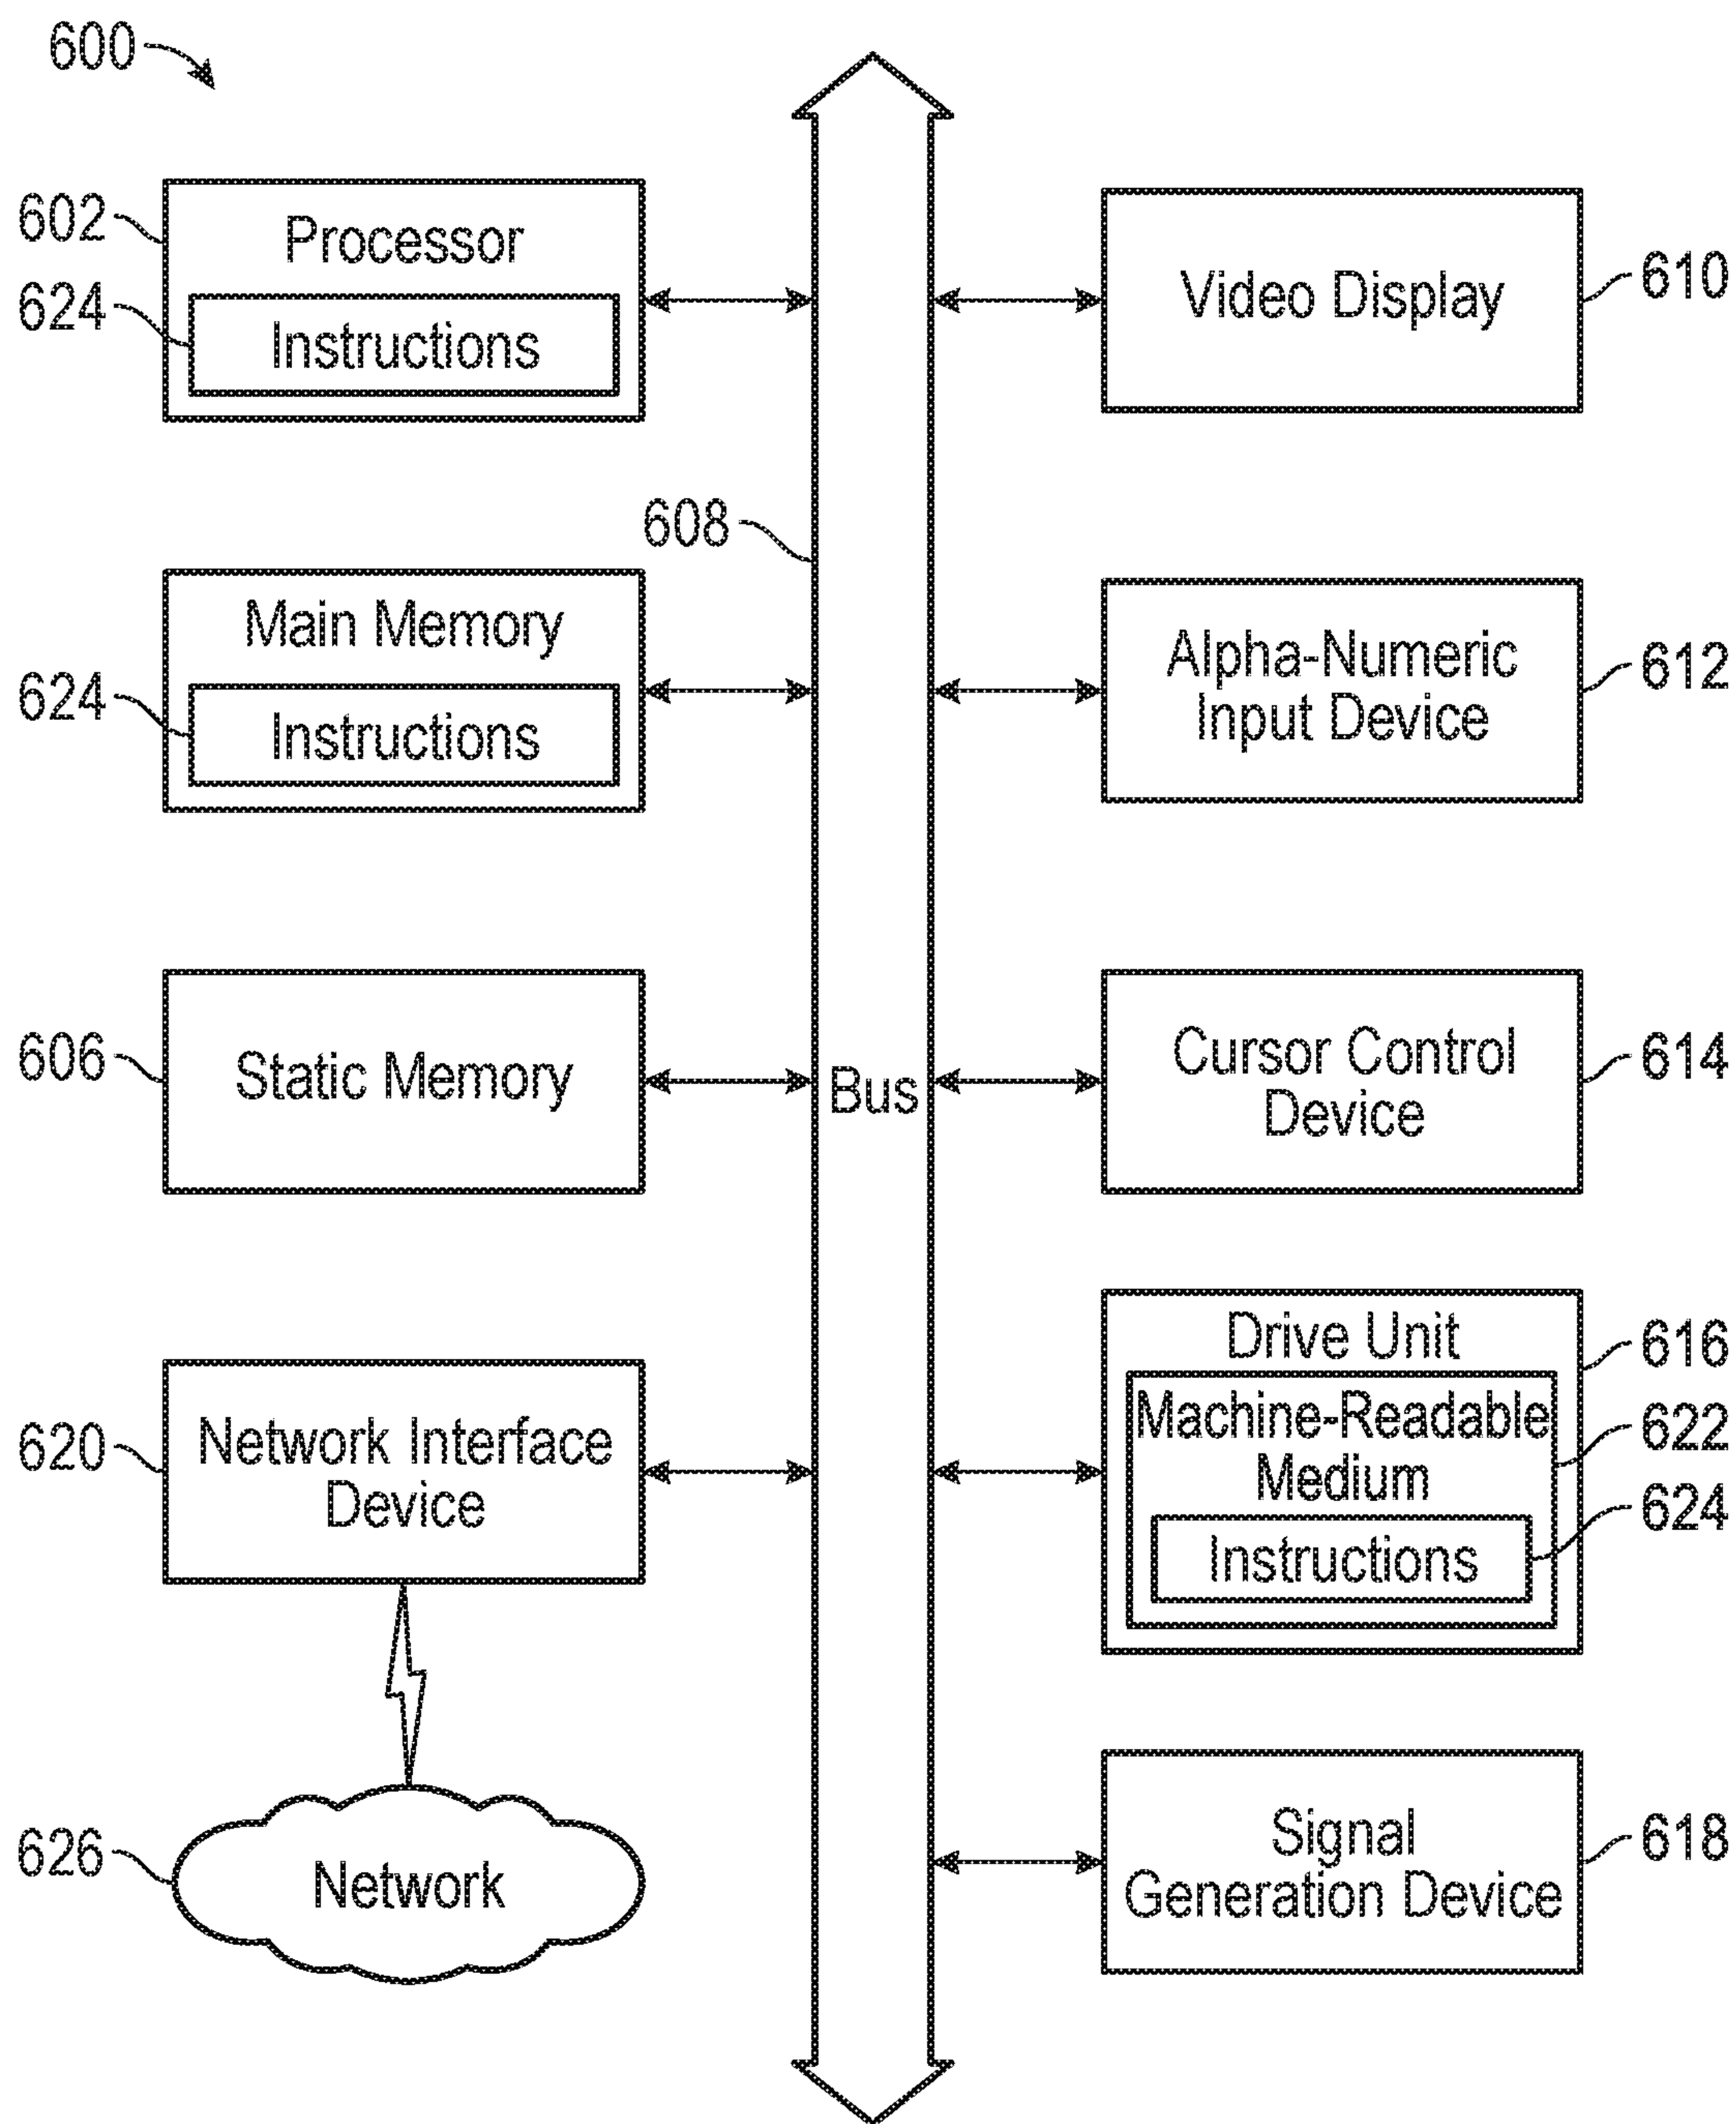 600
602
Processor
624
Instructions
608
Main Memory
624
Instructions
606
Static Memory
620
Network Interface
Device
626
Network
Bus
Video Display
610
Alpha-Numeric
Input Device
612
Cursor Control
Device
614
Drive Unit
616
Machine-Readable
Medium
622
Instructions
624
Signal
Generation Device
618